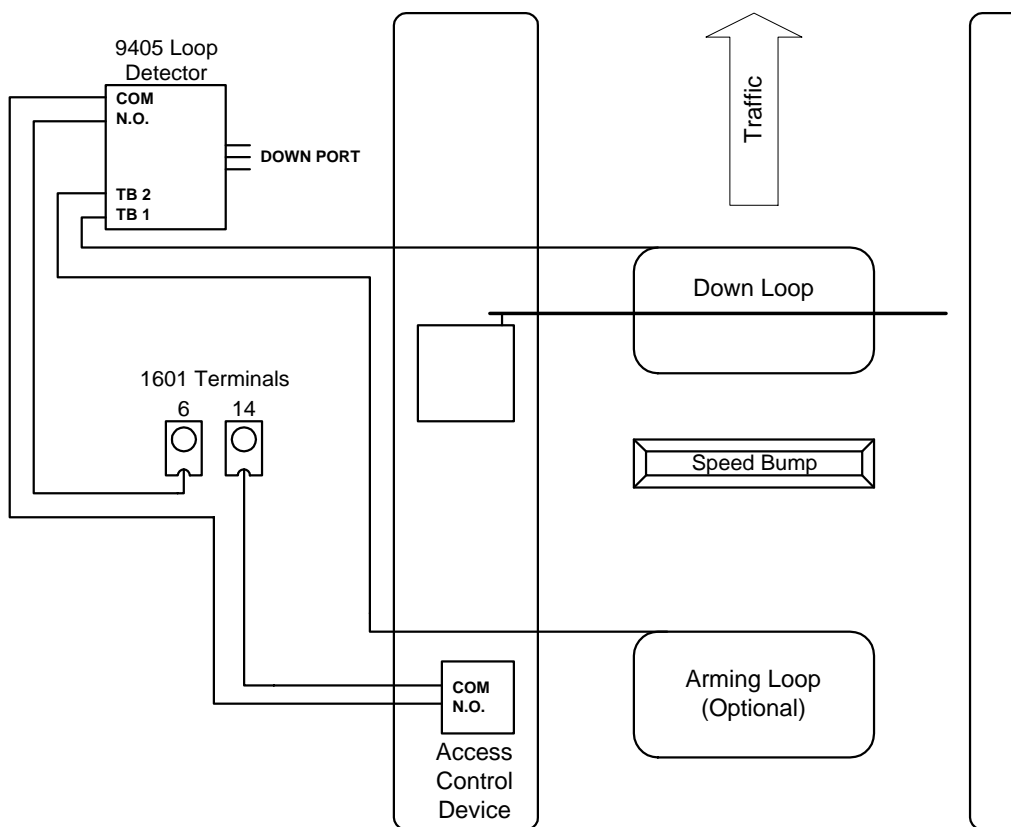 9405 Loop
Detector
COM
N.O.
DOWN PORT
TB 2
TB 1
Traffic
Down Loop
1601 Terminals
6 14
Speed Bump
Arming Loop
(Optional)
COM
N.O.
Access
Control
Device